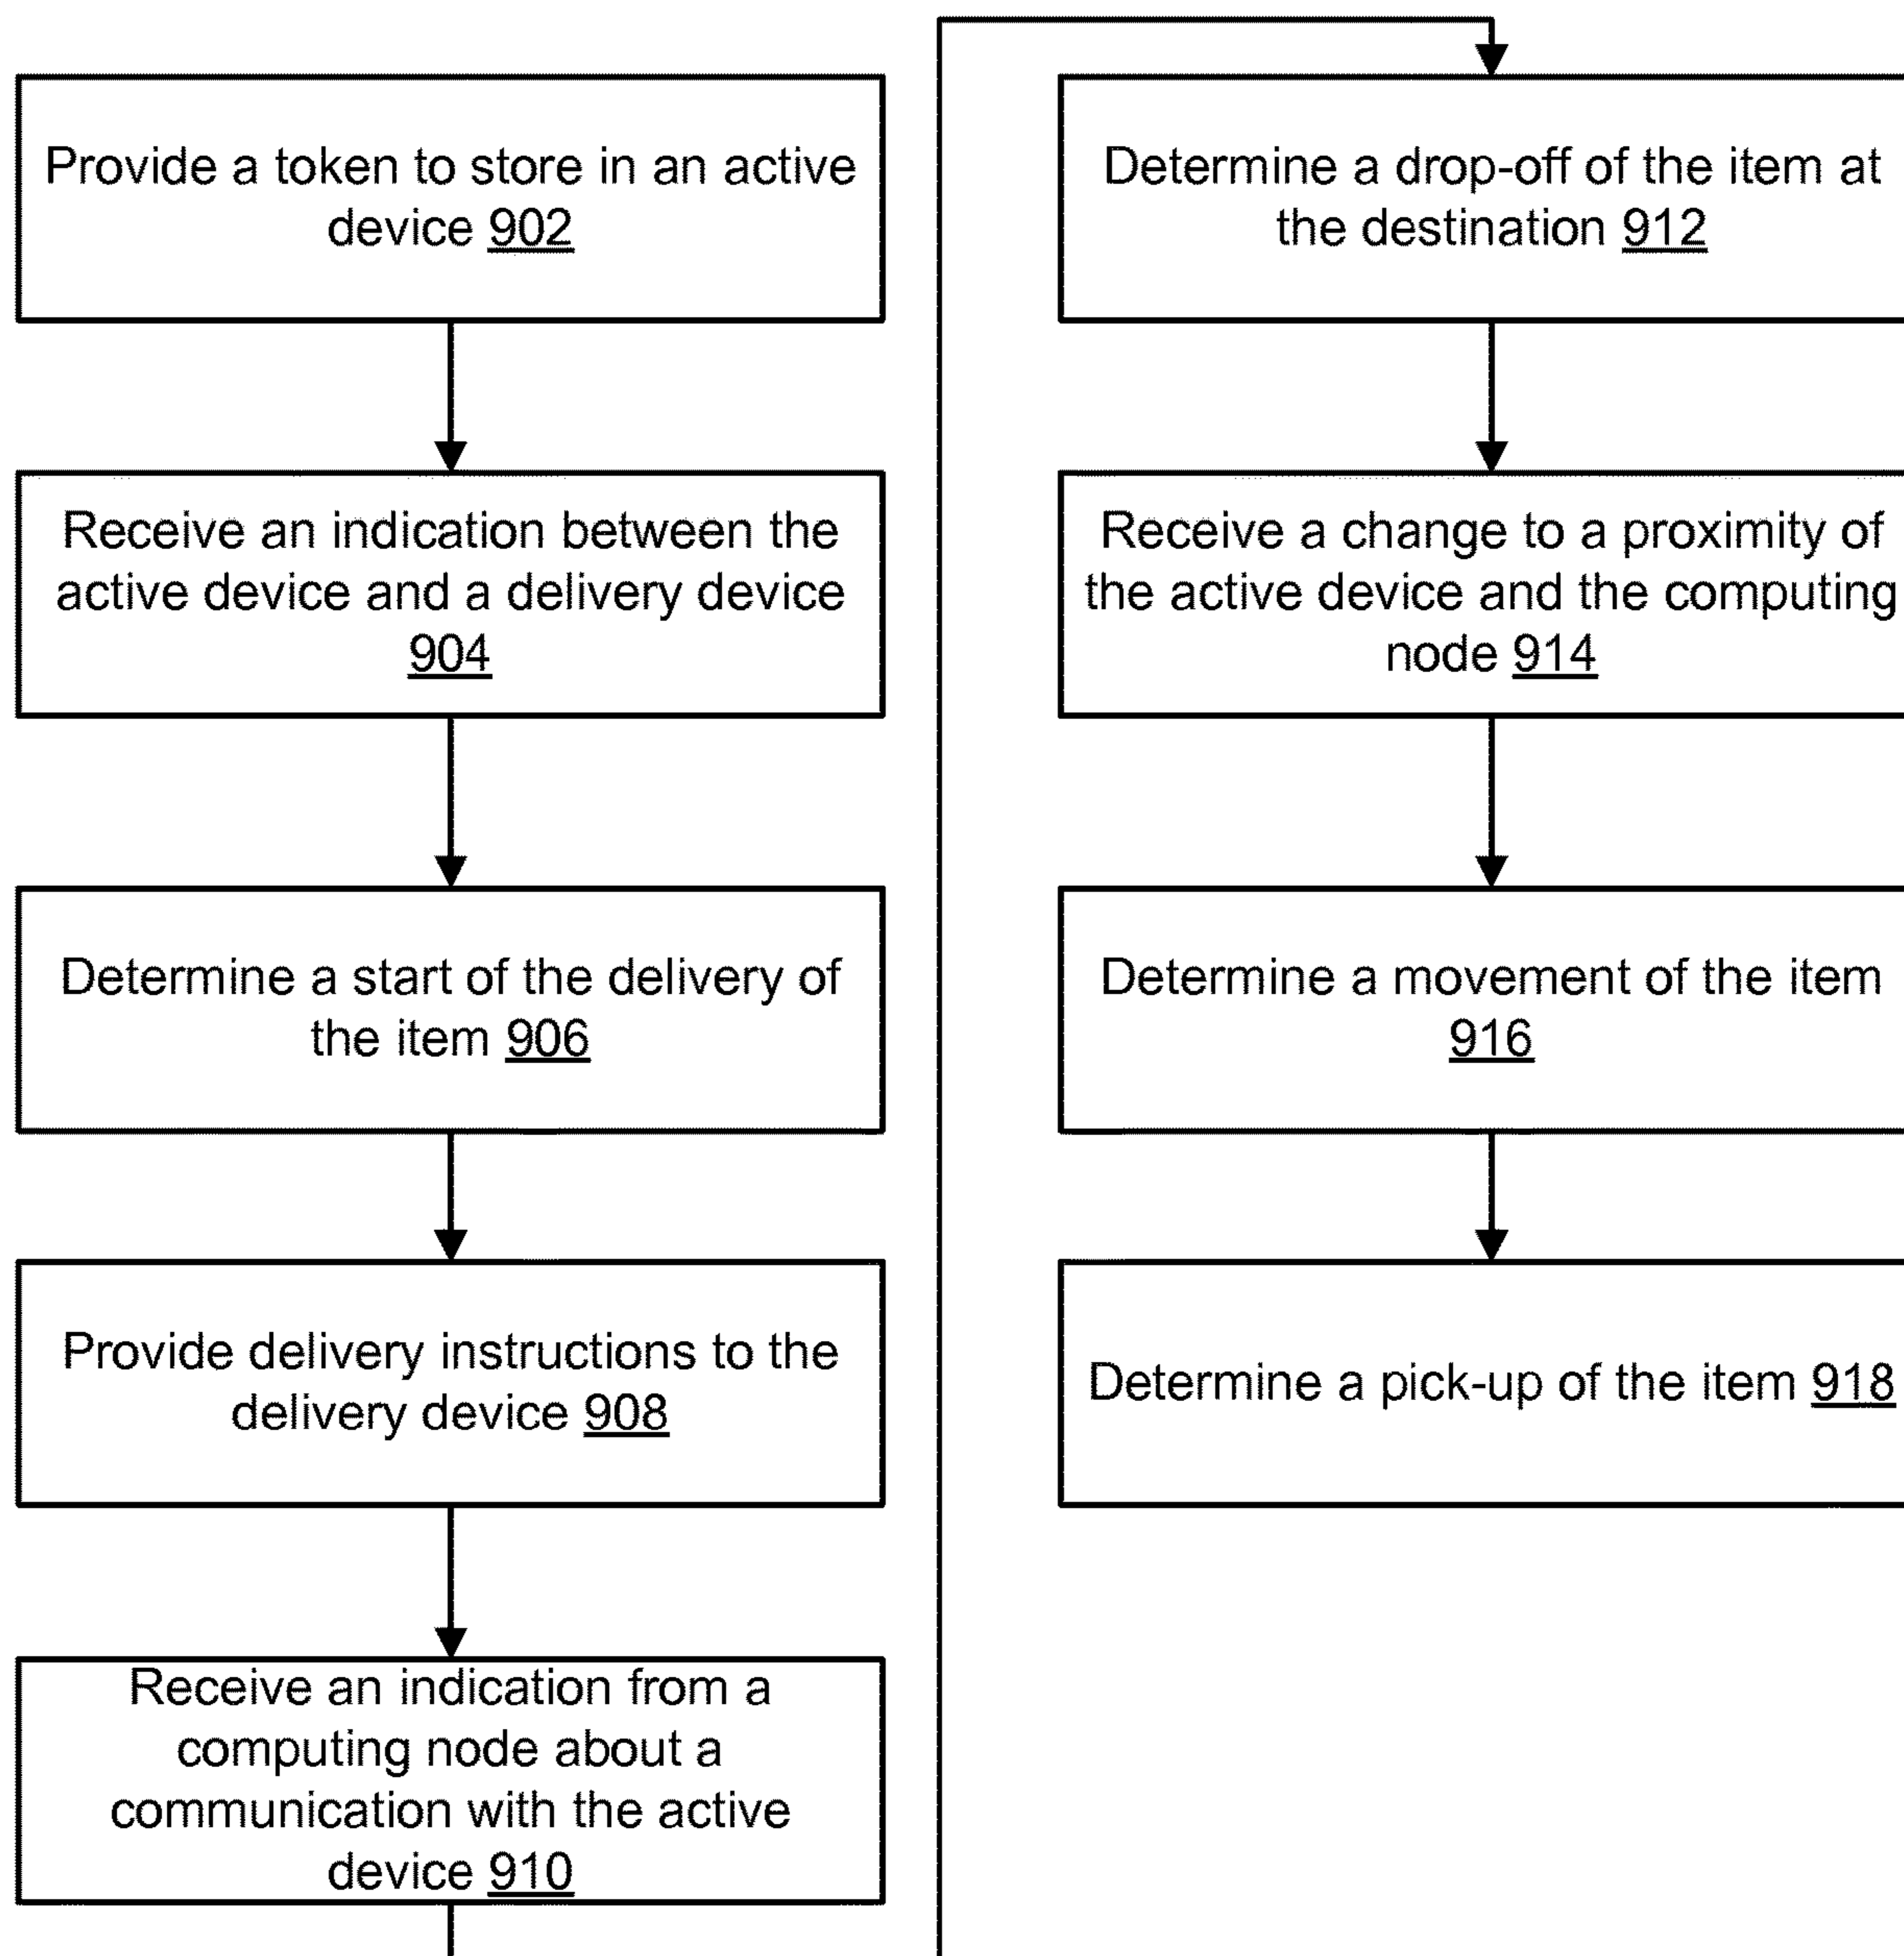 Provide a token to store in an active
device 902
Receive an indication between the
active device and a delivery device
904
Determine a start of the delivery of
the item 906
Provide delivery instructions to the
delivery device 908
Receive an indication from a
computing node about a
communication with the active
device 910
Determine a drop-off of the item at
the destination 912
Receive a change to a proximity of
the active device and the computing
node 914
Determine a movement of the item
916
Determine a pick-up of the item 918